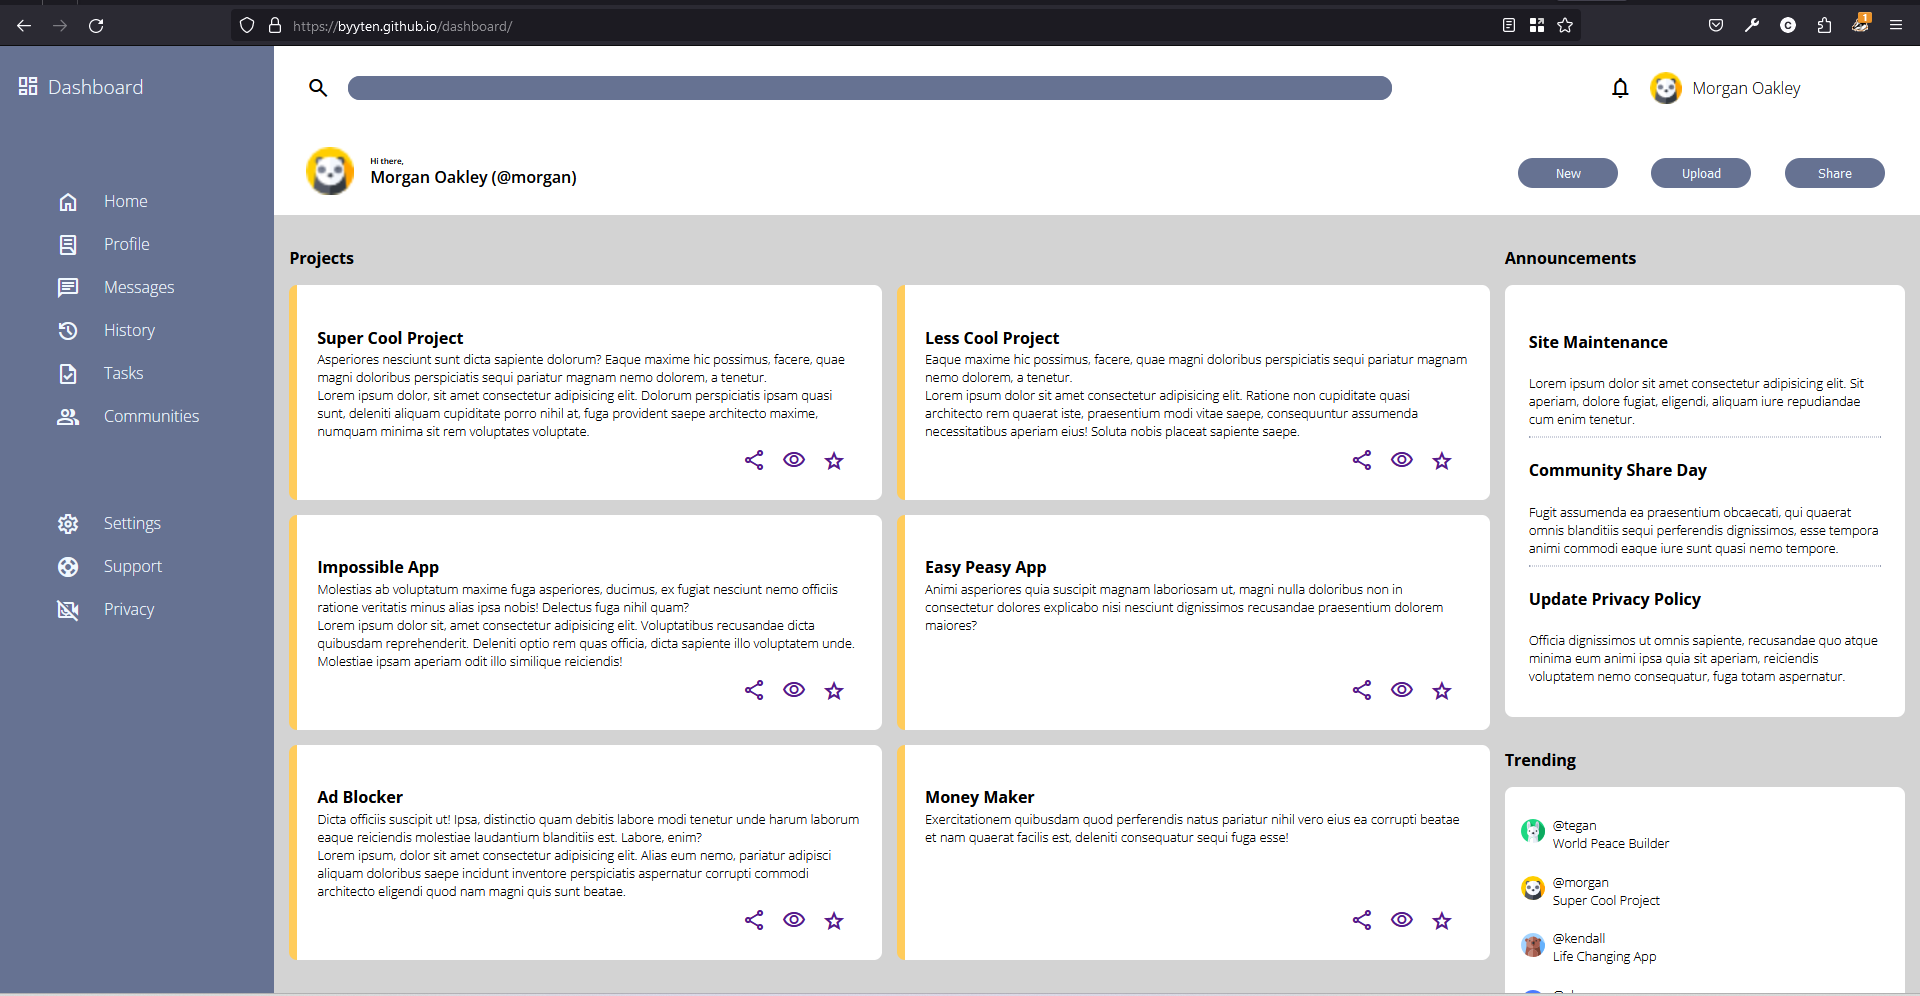 https://byyten.github.io/dashboard/
1
Dashboard
Morgan Oakley
Hi there,
Morgan Oakley (@morgan)
New
Upload
Share
Home
Profile
Messages
History
Tasks
Communities
Settings
Support
Privacy
Projects
Super Cool Project
Asperiores nesciunt sunt dicta sapiente dolorum? Eaque maxime hic possimus, facere, quae
magni doloribus perspiciatis sequi pariatur magnam nemo dolorem, a tenetur.
Lorem ipsum dolor, sit amet consectetur adipisicing elit. Dolorum perspiciatis ipsam quasi
sunt, deleniti aliquam cupiditate porro nihil at, fuga provident saepe architecto maxime,
numquam minima sit rem voluptates voluptate.
Less Cool Project
Eaque maxime hic possimus, facere, quae magni doloribus perspiciatis sequi pariatur magnam
nemo dolorem, a tenetur.
Lorem ipsum dolor sit amet consectetur adipisicing elit. Ratione non cupiditate quasi
architecto rem quaerat iste, praesentium modi vitae saepe, consequuntur assumenda
necessitatibus aperiam eius! Soluta nobis placeat sapiente saepe.
Impossible App
Molestias ab voluptatum maxime fuga asperiores, ducimus, ex fugiat nesciunt nemo officiis
ratione veritatis minus alias ipsa nobis! Delectus fuga nihil quam?
Lorem ipsum dolor sit, amet consectetur adipisicing elit. Voluptatibus recusandae dicta
quibusdam reprehenderit. Deleniti optio rem quas officia, dicta sapiente illo voluptatem unde.
Molestiae ipsam aperiam odit illo similique reiciendis!
Easy Peasy App
Animi asperiores quia suscipit magnam laboriosam ut, magni nulla doloribus non in
consectetur dolores explicabo nisi nesciunt dignissimos recusandae praesentium dolorem
maiores?
Ad Blocker
Dicta officiis suscipit ut! Ipsa, distinctio quam debitis labore modi tenetur unde harum laborum
eaque reiciendis molestiae laudantium blanditiis est. Labore, enim?
Lorem ipsum, dolor sit amet consectetur adipisicing elit. Alias eum nemo, pariatur adipisci
aliquam doloribus saepe incidunt inventore perspiciatis aspernatur corrupti commodi
architecto eligendi quod nam magni quis sunt beatae.
Money Maker
Exercitationem quibusdam quod perferendis natus pariatur nihil vero eius ea corrupti beatae
et nam quaerat facilis est, deleniti consequatur sequi fuga esse!
Announcements
Site Maintenance
Lorem ipsum dolor sit amet consectetur adipisicing elit. Sit
aperiam, dolore fugiat, eligendi, aliquam iure repudiandae
cum enim tenetur.
Community Share Day
Fugit assumenda ea praesentium obcaecati, qui quaerat
omnis blanditiis sequi perferendis dignissimos, esse tempora
animi commodi eaque iure sunt quasi nemo tempore.
Update Privacy Policy
Officia dignissimos ut omnis sapiente, recusandae quo atque
minima eum animi ipsa quia sit aperiam, reiciendis
voluptatem nemo consequatur, fuga totam aspernatur.
Trending
@tegan
World Peace Builder
@morgan
Super Cool Project
@kendall
Life Changing App